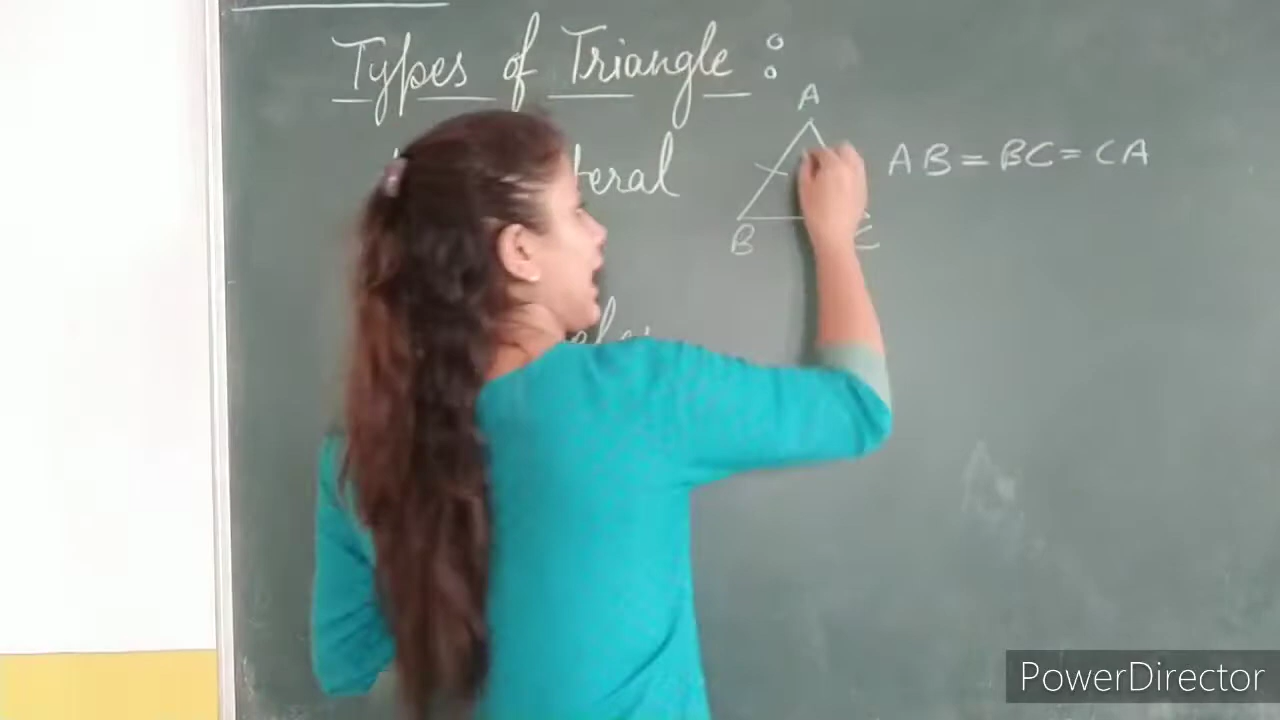 Types of Triangle :
A
AB = BC = CA
B C
PowerDirector